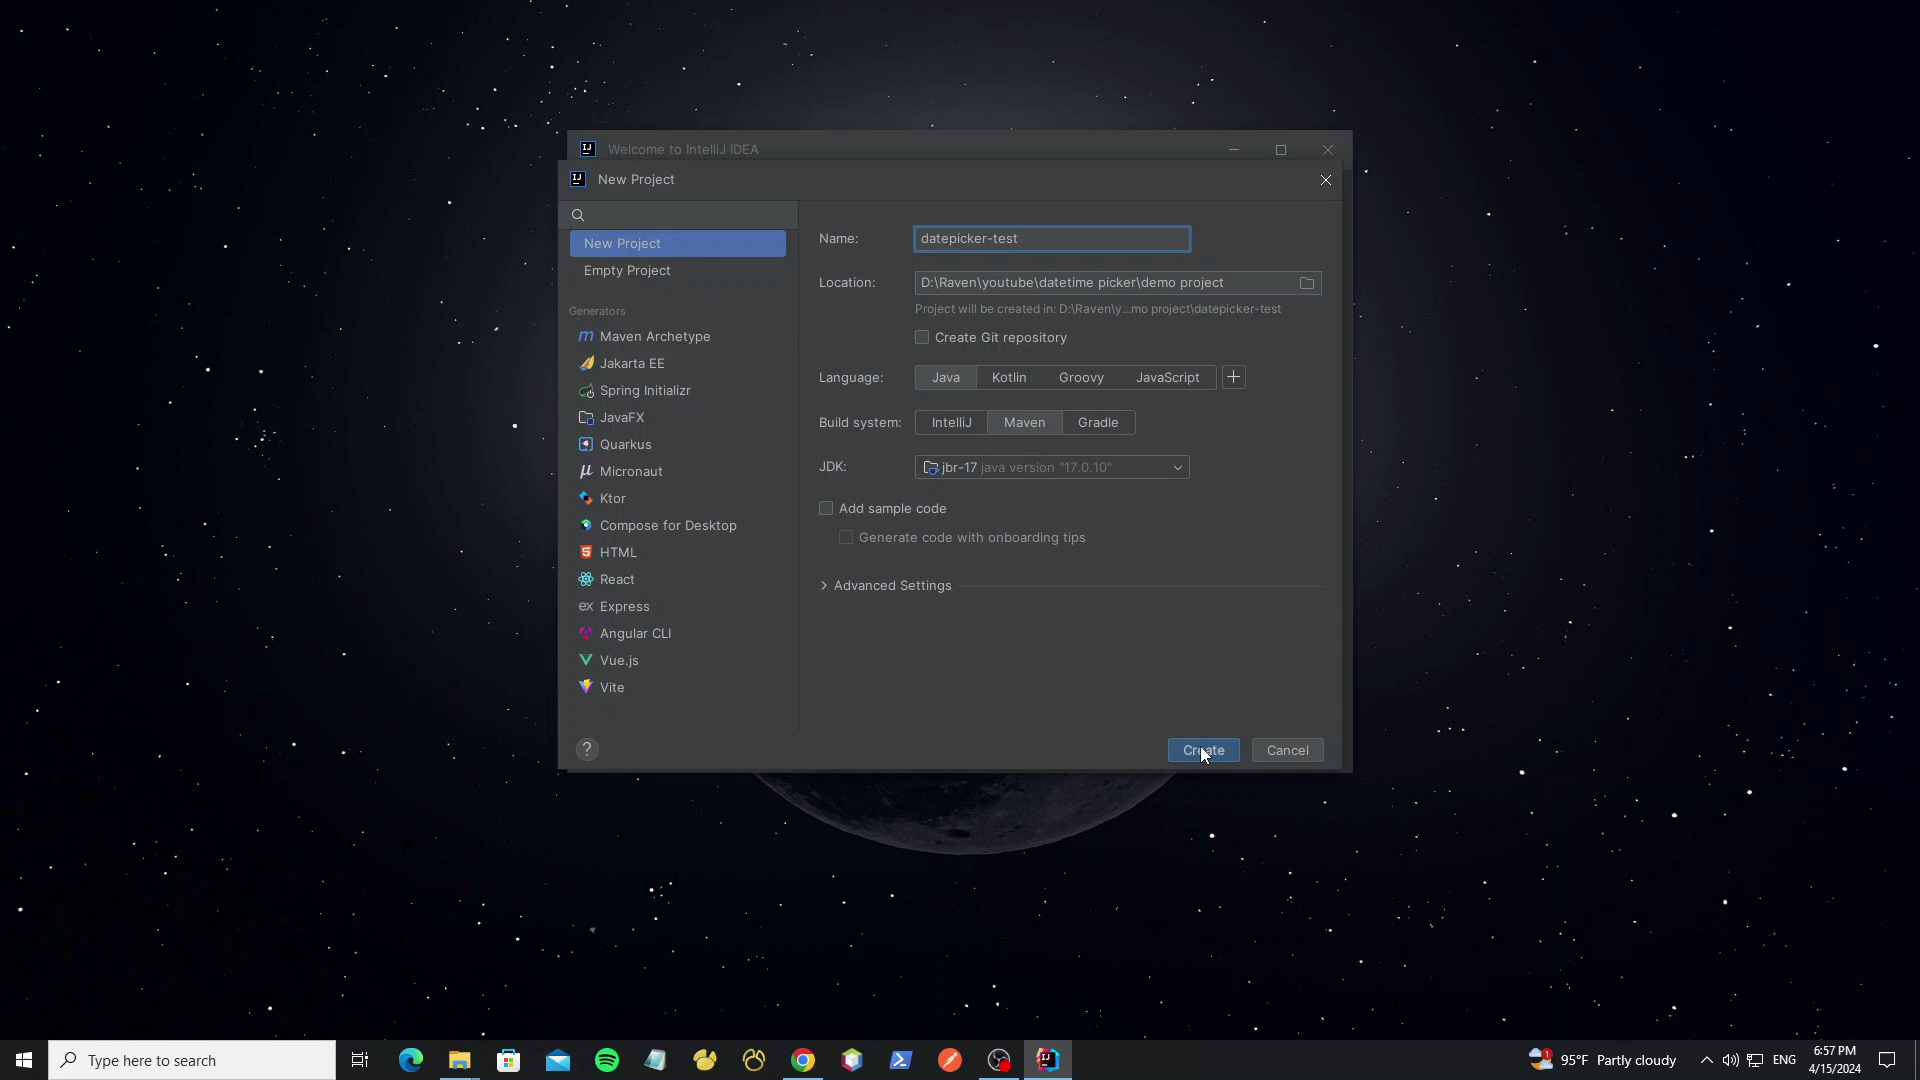 Welcome to IntelliJ IDEA
New Project
New Project
Empty Project
Generators
Maven Archetype
Jakarta EE
Spring Initializr
JavaFX
Quarkus
Micronaut
Ktor
Compose for Desktop
HTML
React
ex Express
Angular CLI
Vue.js
Vite
Name: datepicker-test
Location: D:\Raven\youtube\datetime picker\demo project
Project will be created in: D:\Raven\y...mo project\datepicker-test
Create Git repository
Language: Java Kotlin Groovy JavaScript +
Build system: IntelliJ Maven Gradle
JDK: jbr-17 java version "17.0.10"
Add sample code
Generate code with onboarding tips
Advanced Settings
? Create Cancel
Type here to search
95°F Partly cloudy
ENG
6:57 PM
4/15/2024